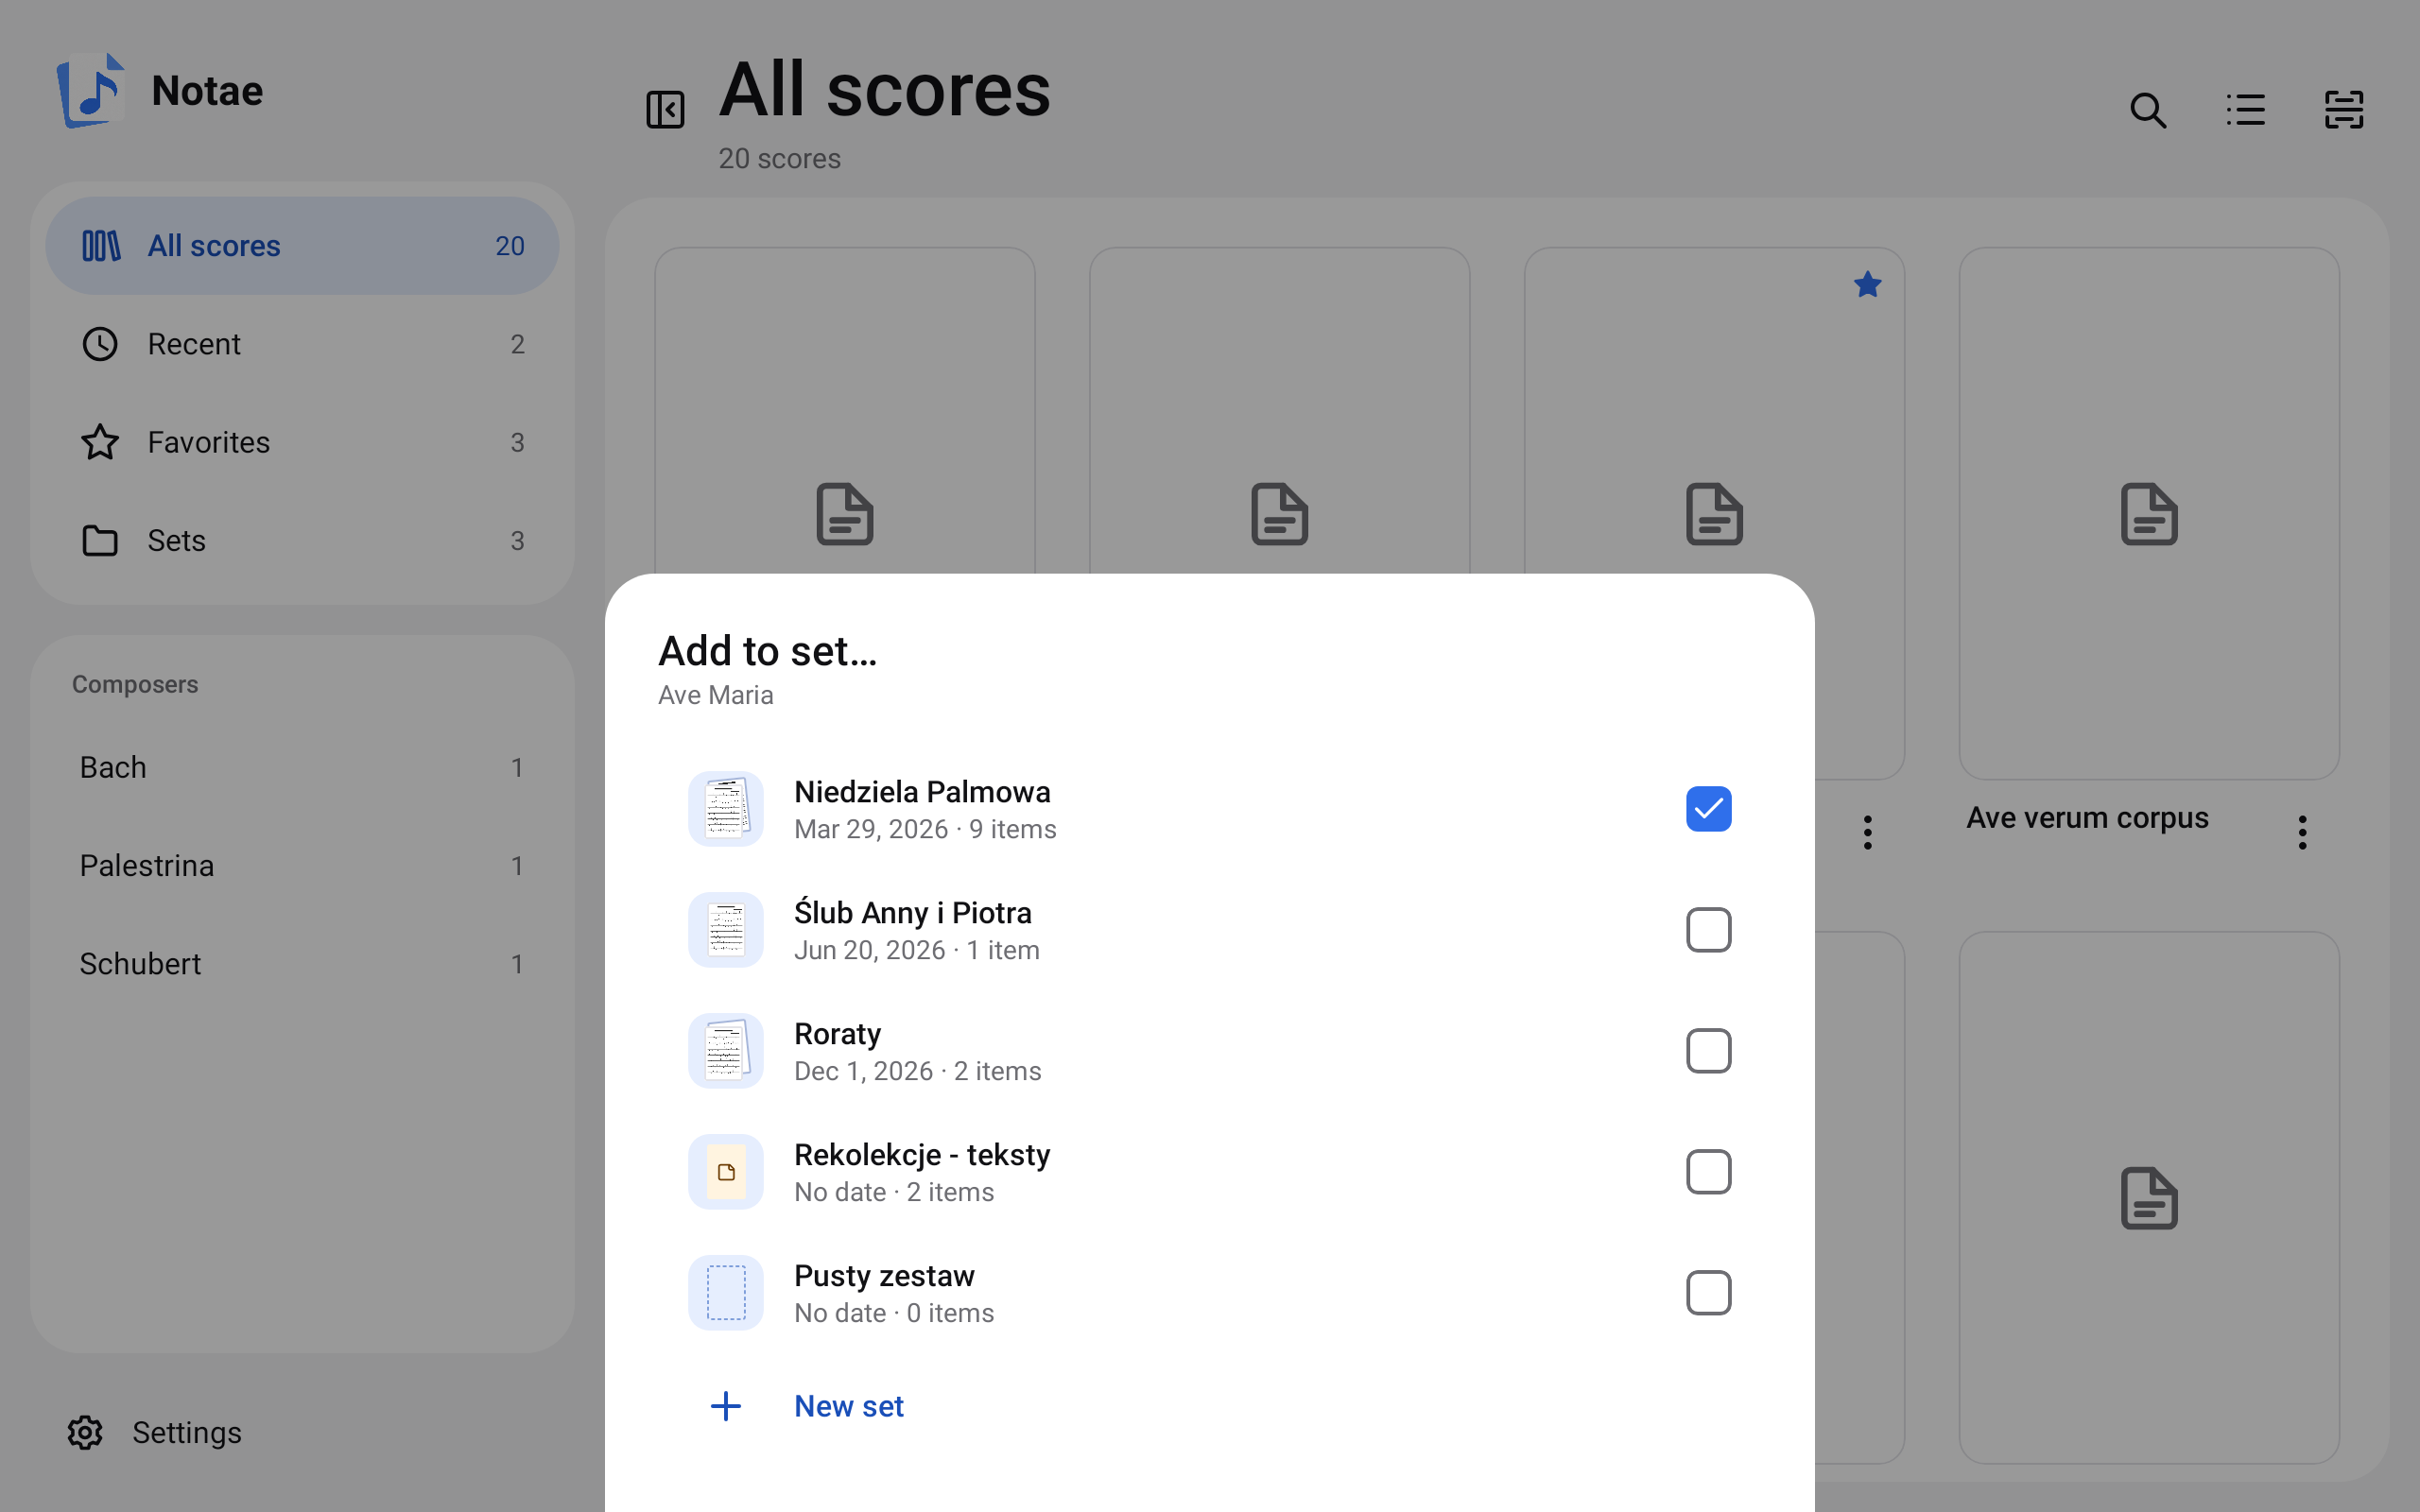 Notae
All scores
20 scores
All scores 20
Recent 2
Favorites 3
Sets 3
Composers
Bach 1
Palestrina 1
Schubert 1
Settings
Ave verum corpus
Add to set…
Ave Maria
Niedziela Palmowa
Mar 29, 2026 · 9 items
Ślub Anny i Piotra
Jun 20, 2026 · 1 item
Roraty
Dec 1, 2026 · 2 items
Rekolekcje - teksty
No date · 2 items
Pusty zestaw
No date · 0 items
New set